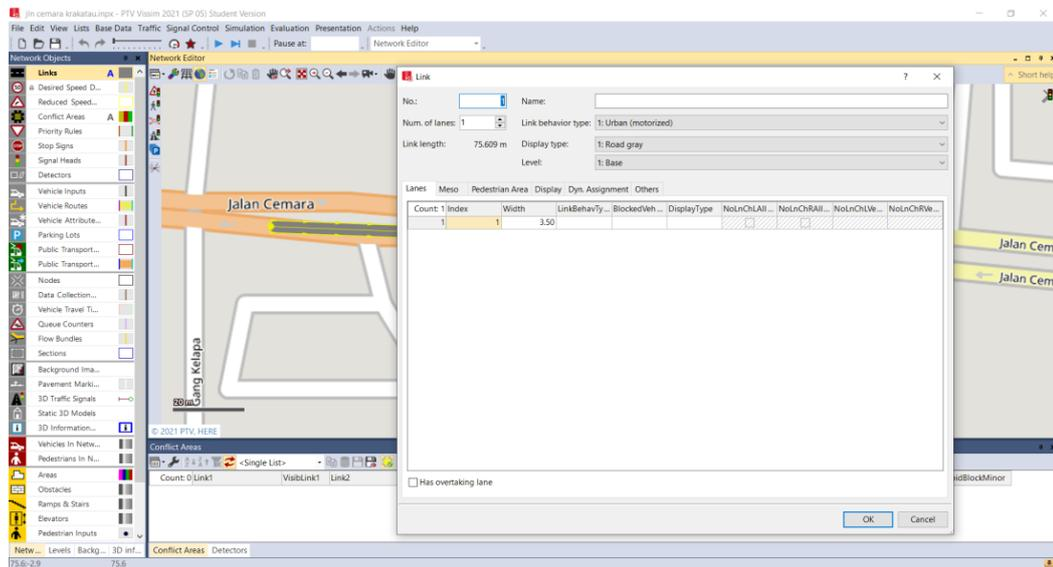 jln cemara krakatau.inpx - PTV Vissim 2021 (SP 05) Student Version
File Edit View Lists Base Data Traffic Signal Control Simulation Evaluation Presentation Actions Help
Pause at: Network Editor
Network Objects
Network Editor
Links A
Desired Speed D...
Reduced Speed...
Conflict Areas A
Priority Rules
Stop Signs
Signal Heads
Detectors
Vehicle Inputs
Vehicle Routes
Vehicle Attribute...
Parking Lots
Public Transport...
Public Transport...
Nodes
Data Collection...
Vehicle Travel Ti...
Queue Counters
Flow Bundles
Sections
Background Ima...
Pavement Marki...
3D Traffic Signals
Static 3D Models
3D Information...
Vehicles In Netw...
Pedestrians In N...
Areas
Obstacles
Ramps & Stairs
Elevators
Pedestrian Inputs
Netw... Levels Backg... 3D inf...
Jalan Cemara
Gang Kelapa
20 m
© 2021 PTV, HERE
Short help
Jalan Cem
Jalan Cem
Link
? ×
No.: 1 Name:
Num. of lanes: 1 Link behavior type: 1: Urban (motorized)
Link length: 75.609 m Display type: 1: Road gray
Level: 1: Base
Lanes Meso Pedestrian Area Display Dyn. Assignment Others
Count: 1 Index Width LinkBehavTy... BlockedVeh... DisplayType NoLnChLAll... NoLnChRAll... NoLnChLVe... NoLnChRVe...
1 1 3.50
Has overtaking lane
OK Cancel
Conflict Areas
<Single List>
Count: 0 Link1 VisibLink1 Link2
idBlockMinor
Conflict Areas Detectors
75.6:-2.9 75.6